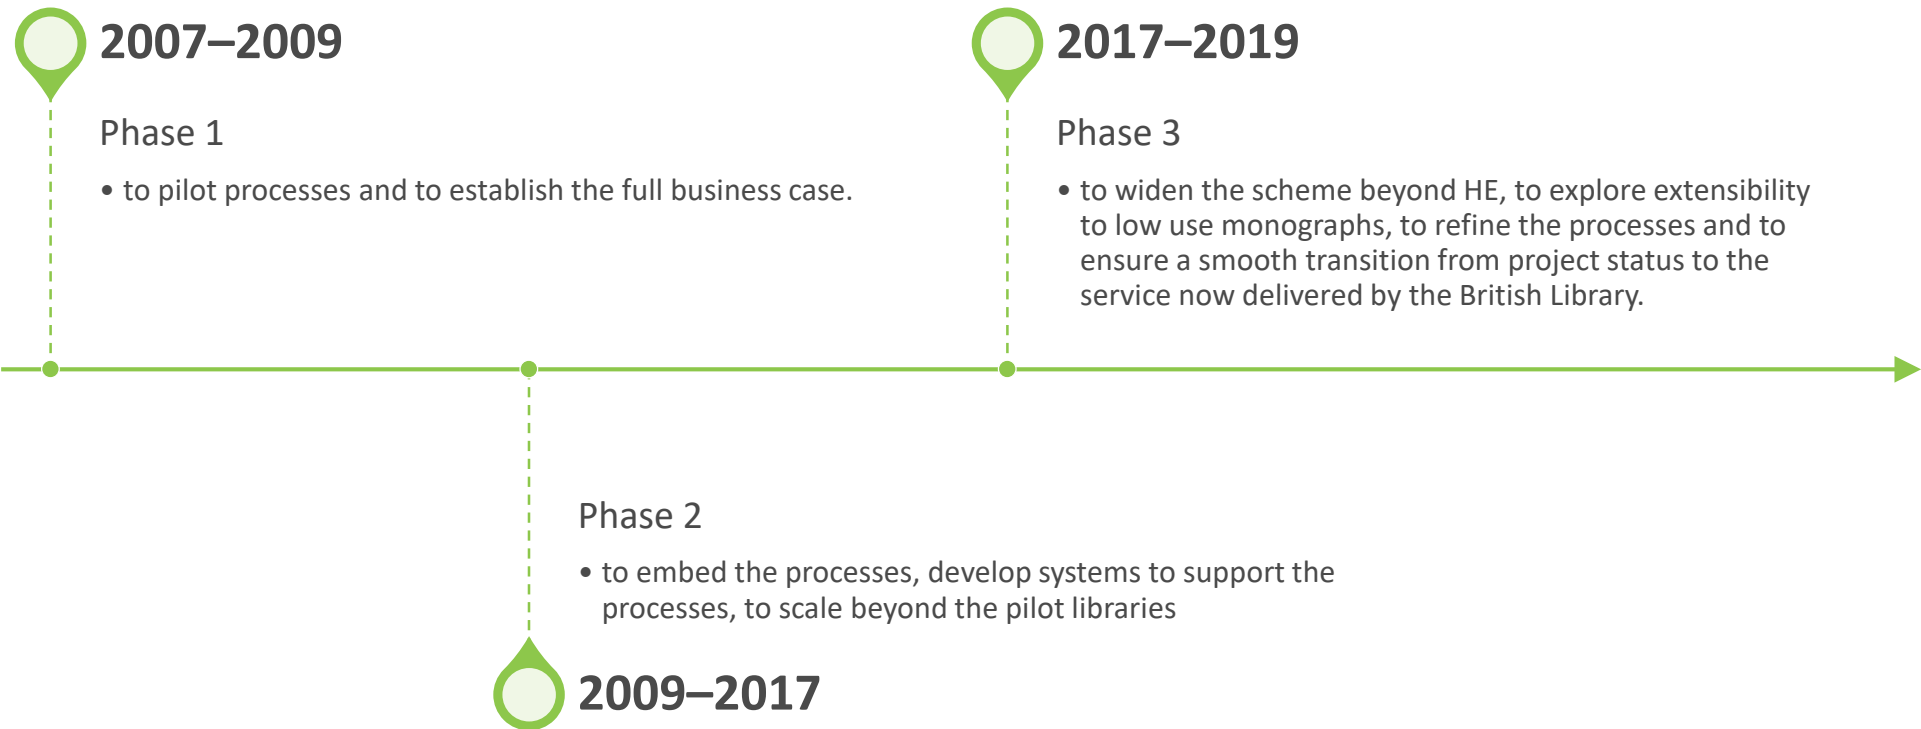 2007–2009
Phase 1
• to pilot processes and to establish the full business case.
2017–2019
Phase 3
• to widen the scheme beyond HE, to explore extensibility
to low use monographs, to refine the processes and to
ensure a smooth transition from project status to the
service now delivered by the British Library.
Phase 2
• to embed the processes, develop systems to support the
processes, to scale beyond the pilot libraries
2009–2017